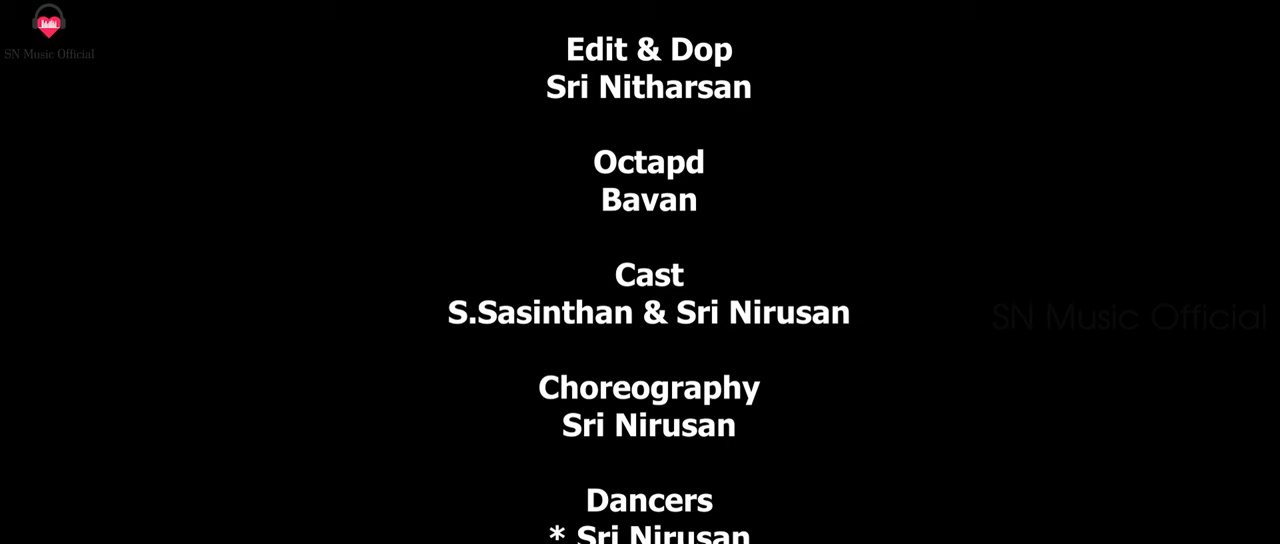 SN Music Official
Edit & Dop
Sri Nitharsan
Octapd
Bavan
Cast
S.Sasinthan & Sri Nirusan
SN Music Official
Choreography
Sri Nirusan
Dancers
* Sri Nirusan